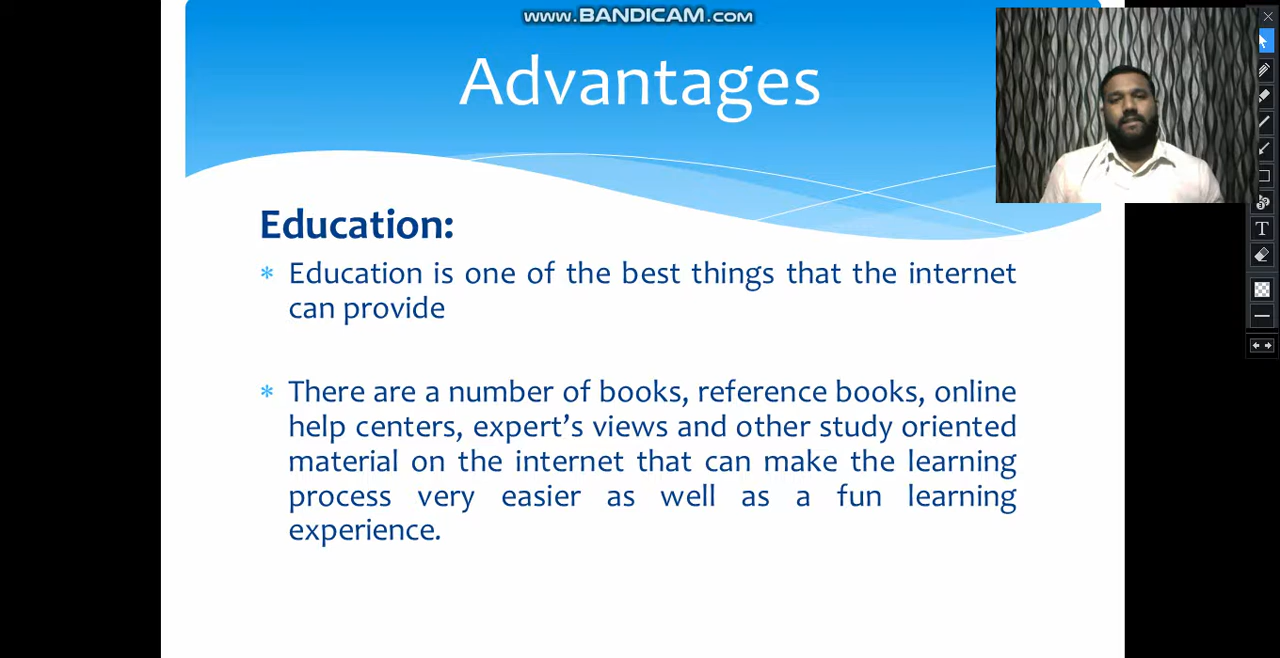 www.BANDICAM.com
Advantages
Education:
* Education is one of the best things that the internet
can provide
* There are a number of books, reference books, online
help centers, expert’s views and other study oriented
material on the internet that can make the learning
process very easier as well as a fun learning
experience.